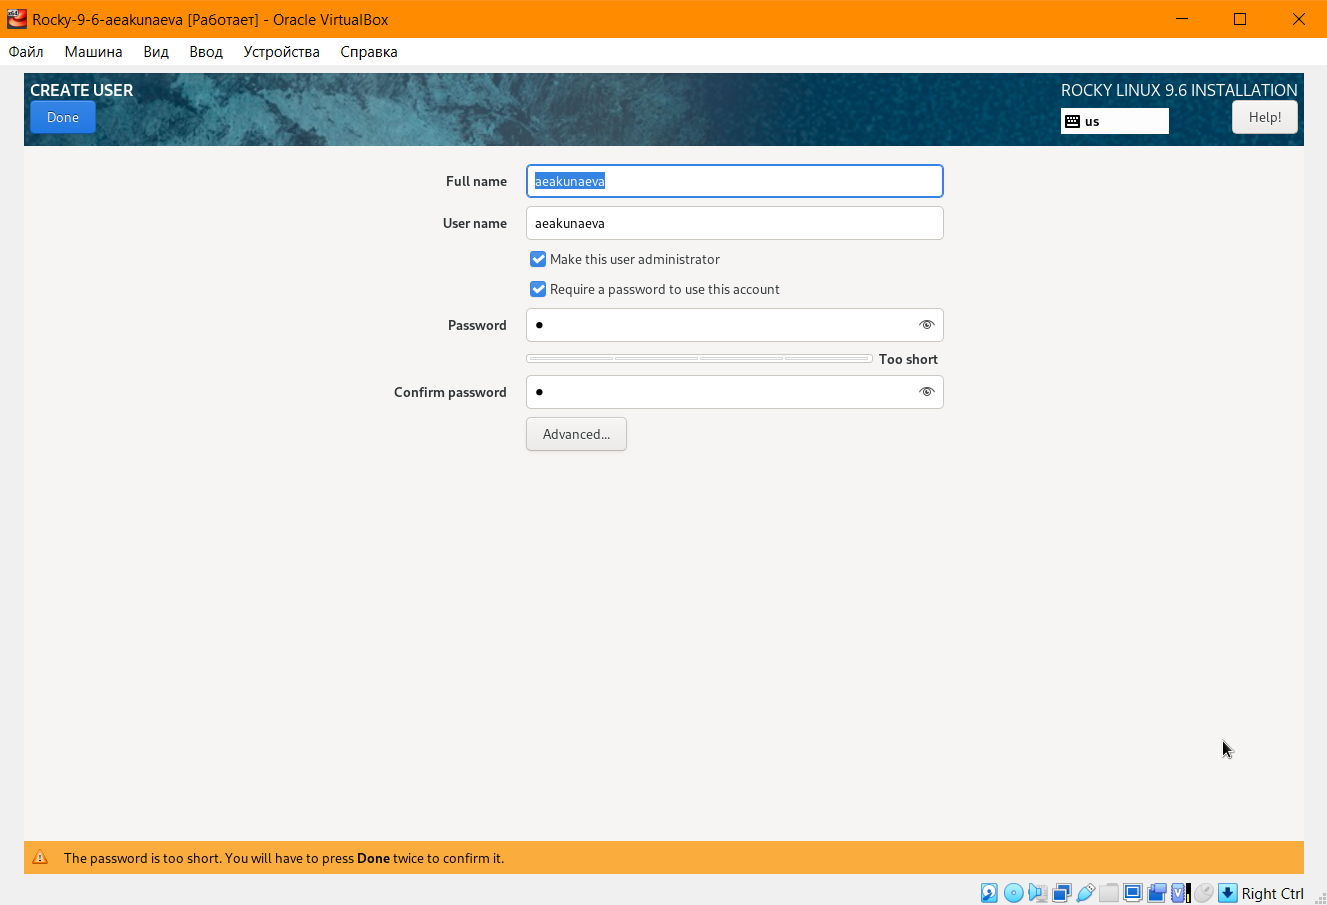 Rocky-9-6-aeakunaeva [Работает] - Oracle VirtualBox
Файл Машина Вид Ввод Устройства Справка
CREATE USER
ROCKY LINUX 9.6 INSTALLATION
Done
us
Help!
Full name
aeakunaeva
User name
aeakunaeva
Make this user administrator
Require a password to use this account
Password
Too short
Confirm password
Advanced...
The password is too short. You will have to press Done twice to confirm it.
Right Ctrl